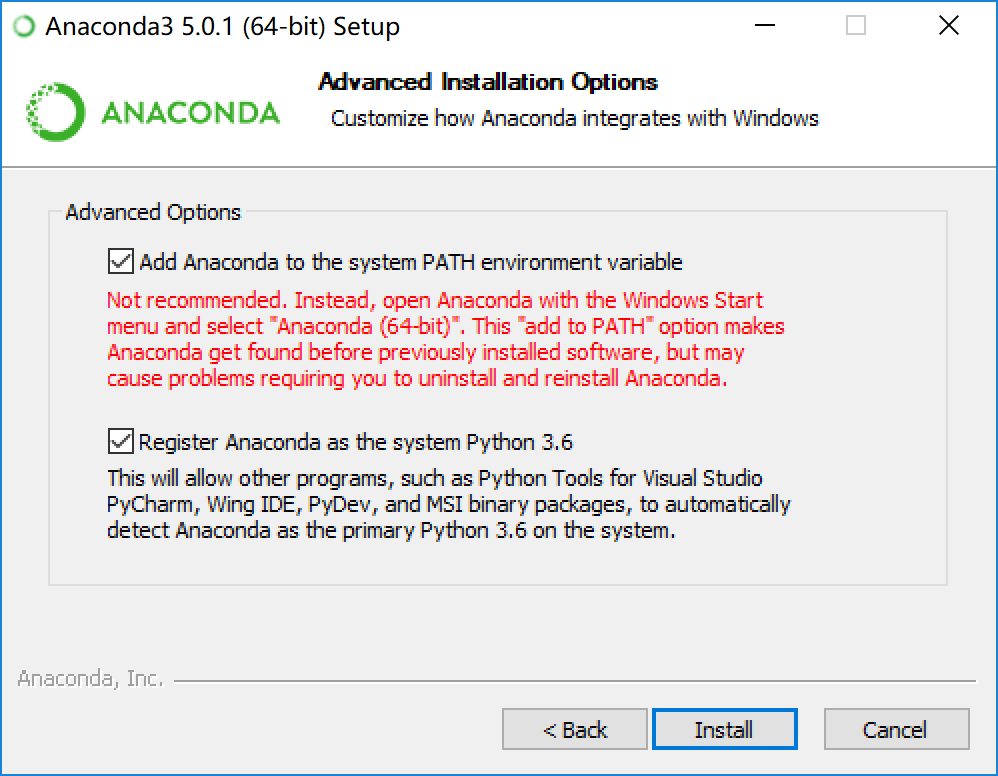 Anaconda3 5.0.1 (64-bit) Setup
ANACONDA
Advanced Installation Options
Customize how Anaconda integrates with Windows
Advanced Options
Add Anaconda to the system PATH environment variable
Not recommended. Instead, open Anaconda with the Windows Start
menu and select "Anaconda (64-bit)". This "add to PATH" option makes
Anaconda get found before previously installed software, but may
cause problems requiring you to uninstall and reinstall Anaconda.
Register Anaconda as the system Python 3.6
This will allow other programs, such as Python Tools for Visual Studio
PyCharm, Wing IDE, PyDev, and MSI binary packages, to automatically
detect Anaconda as the primary Python 3.6 on the system.
Anaconda, Inc.
< Back
Install
Cancel